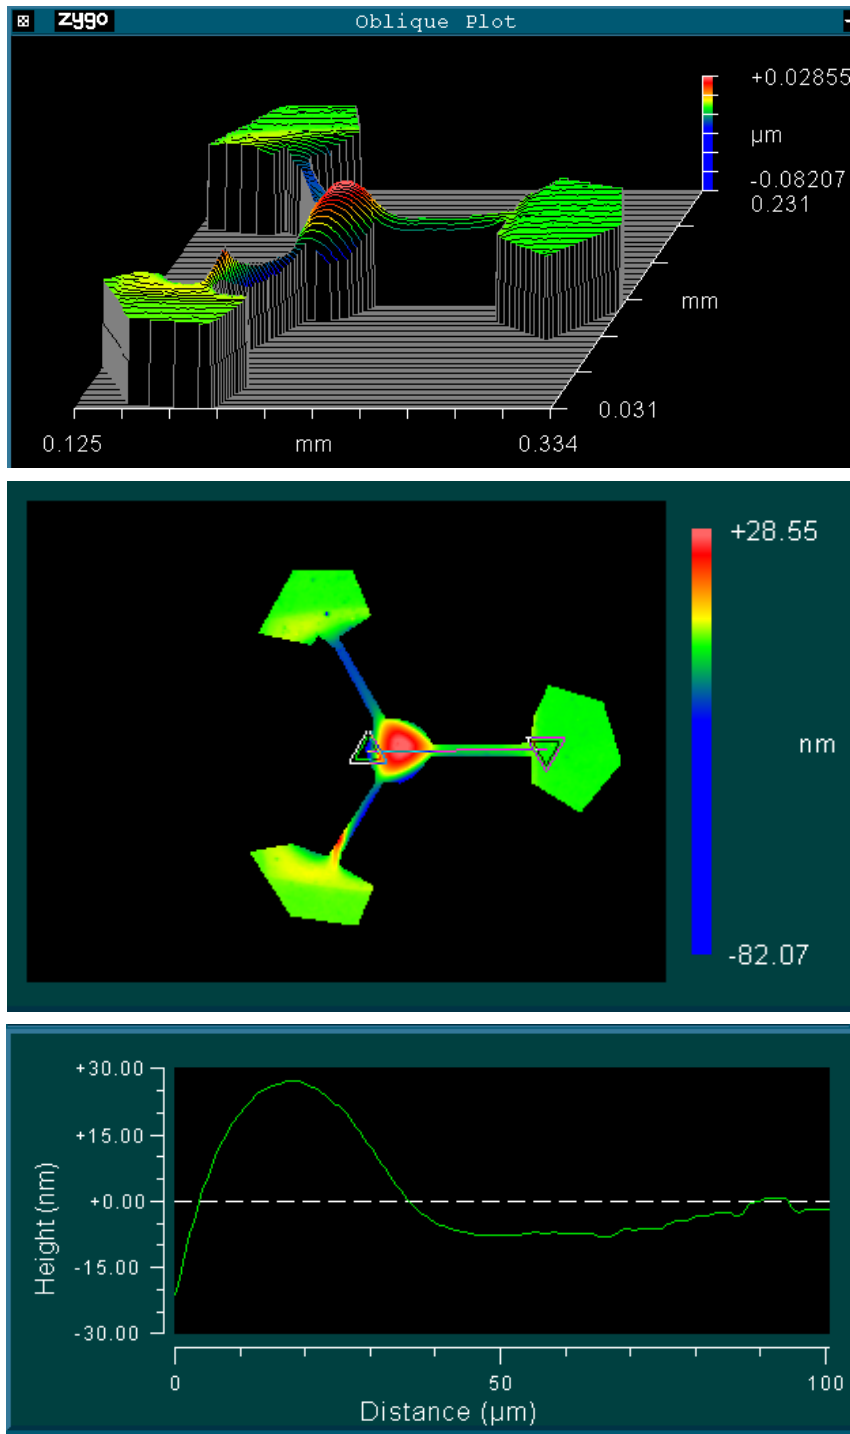 zygo Oblique Plot
+0.02855
µm
-0.08207
0.231
mm
0.031
0.125 mm 0.334
+28.55
nm
-82.07
+30.00
+15.00
+0.00
-15.00
-30.00
Height (nm)
0 50 100
Distance (µm)